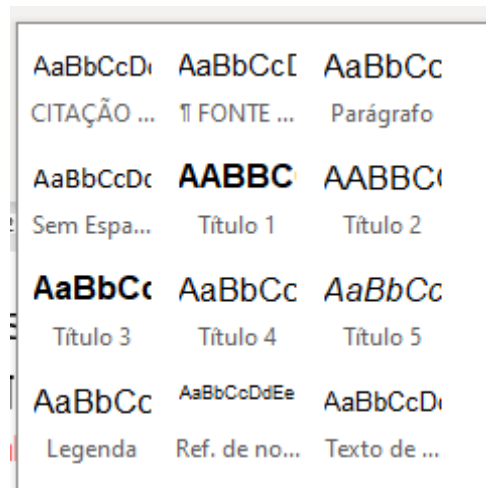 AaBbCcDd AaBbCcD AaBbCc
CITAÇÃO ... ¶ FONTE ... Parágrafo
AaBbCcDd AABBC AABBC
Sem Espa... Título 1 Título 2
AaBbCc AaBbCc AaBbCc
Título 3 Título 4 Título 5
AaBbCc AaBbCcDdEe AaBbCcDd
Legenda Ref. de no... Texto de ...